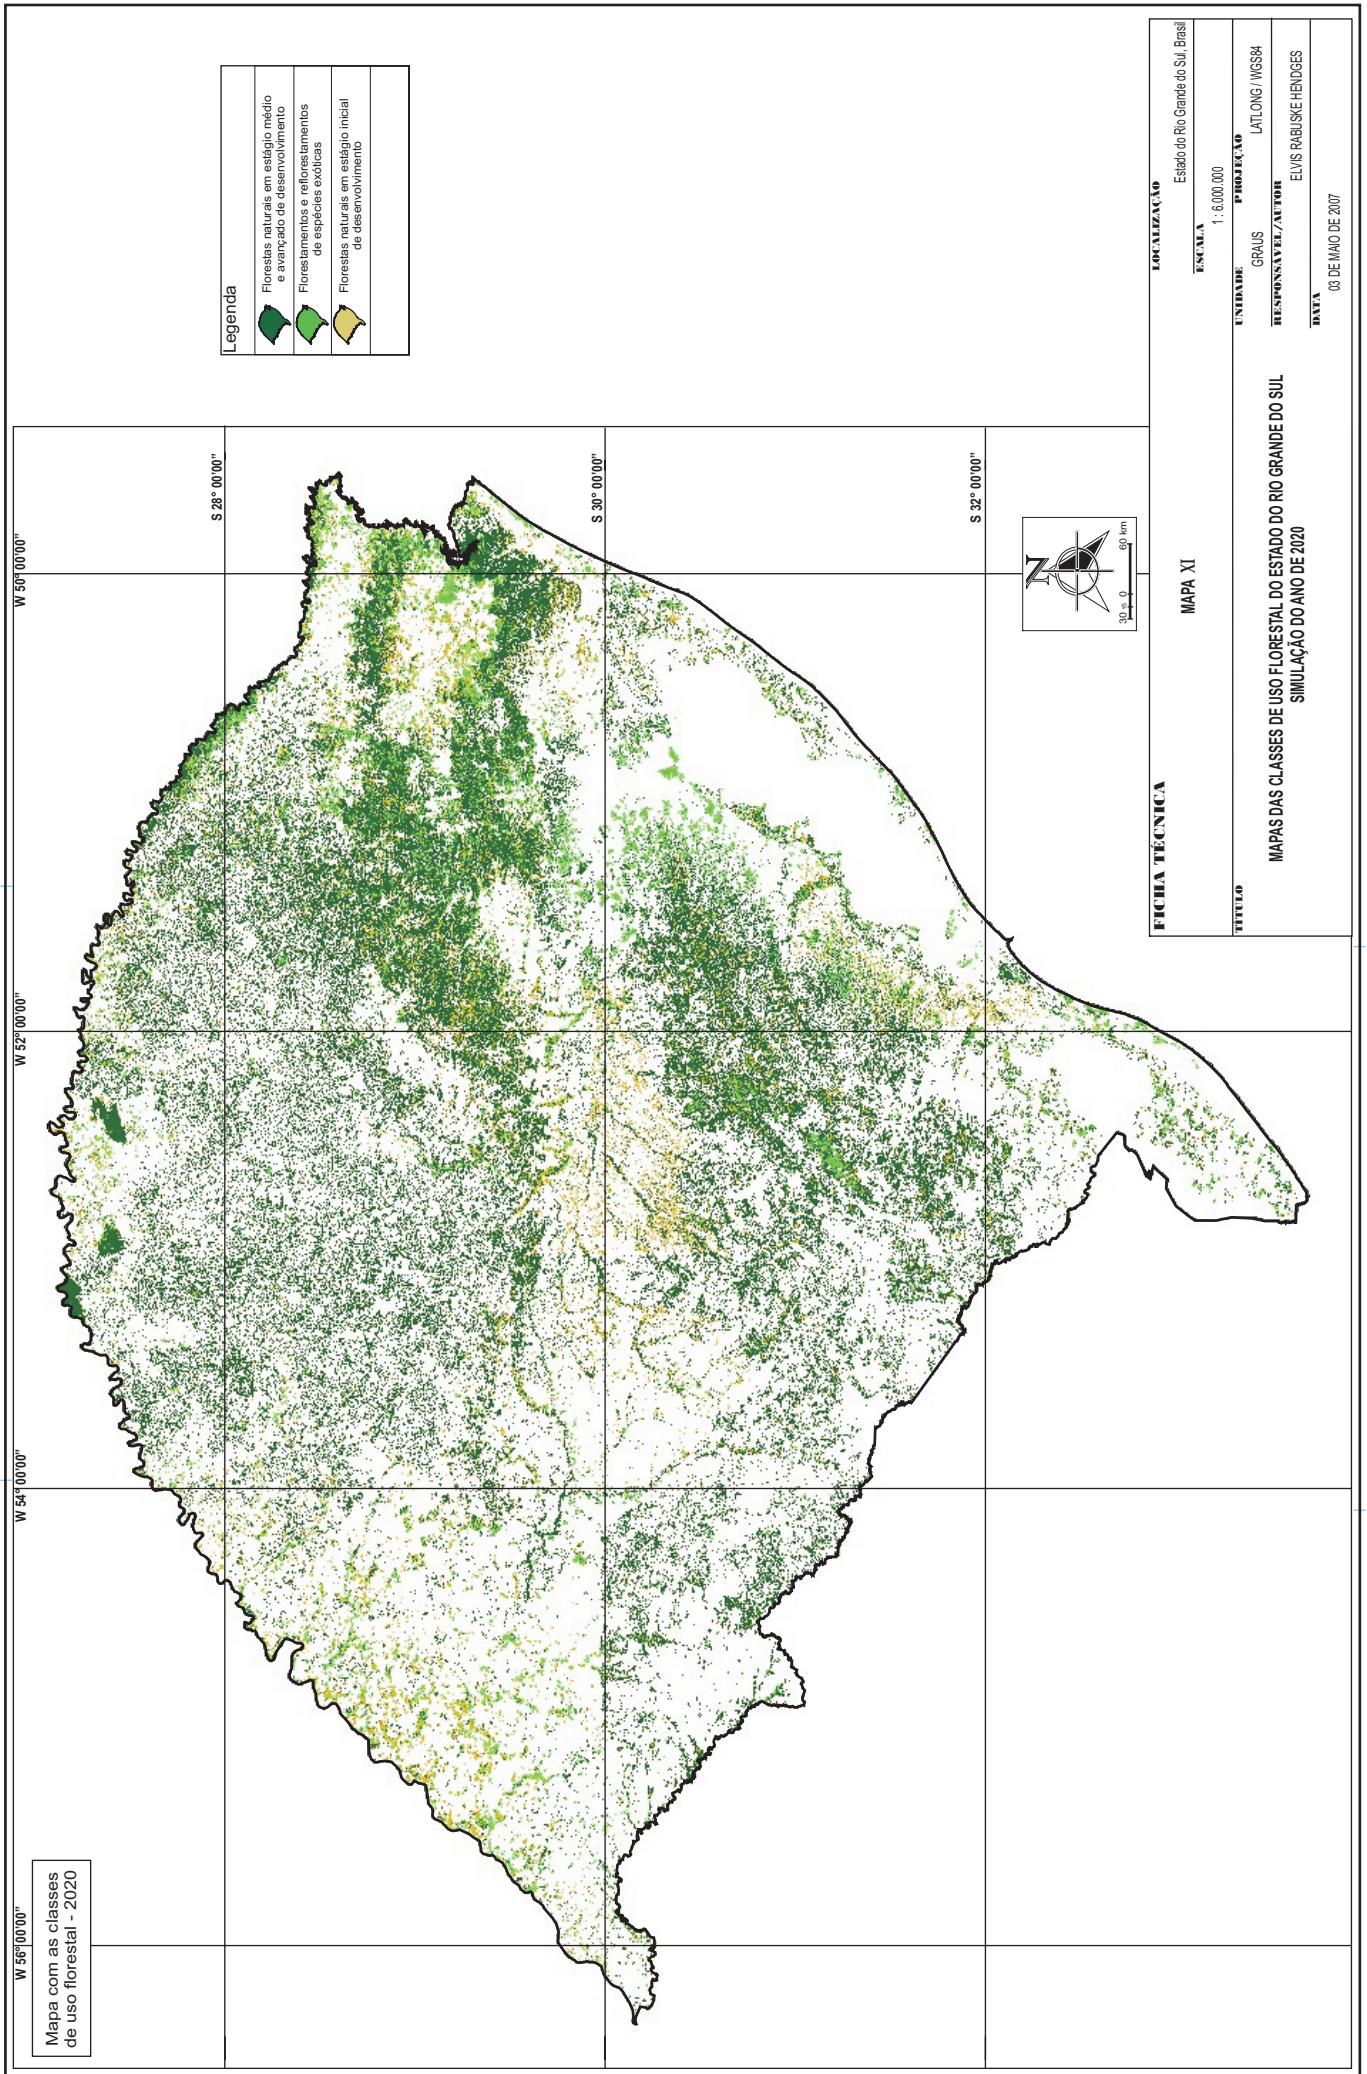 Mapa com as classes
de uso florestal - 2020
W 56° 00'00"
W 54° 00'00"
W 52° 00'00"
W 50° 00'00"
S 28° 00'00"
S 30° 00'00"
S 32° 00'00"
Legenda
Florestas naturais em estágio médio
e avançado de desenvolvimento
Florestamentos e reflorestamentos
de espécies exóticas
Florestas naturais em estágio inicial
de desenvolvimento
N
30 15 0 60 km
FICHA TÉCNICA
MAPA XI
TÍTULO
MAPAS DAS CLASSES DE USO FLORESTAL DO ESTADO DO RIO GRANDE DO SUL
SIMULAÇÃO DO ANO DE 2020
LOCALIZAÇÃO
Estado do Rio Grande do Sul, Brasil
ESCALA
1 : 6.000.000
UNIDADE PROJEÇÃO
GRAUS LATLONG / WGS84
RESPONSÁVEL/AUTOR
ELVIS RABUSKE HENDGES
DATA
03 DE MAIO DE 2007